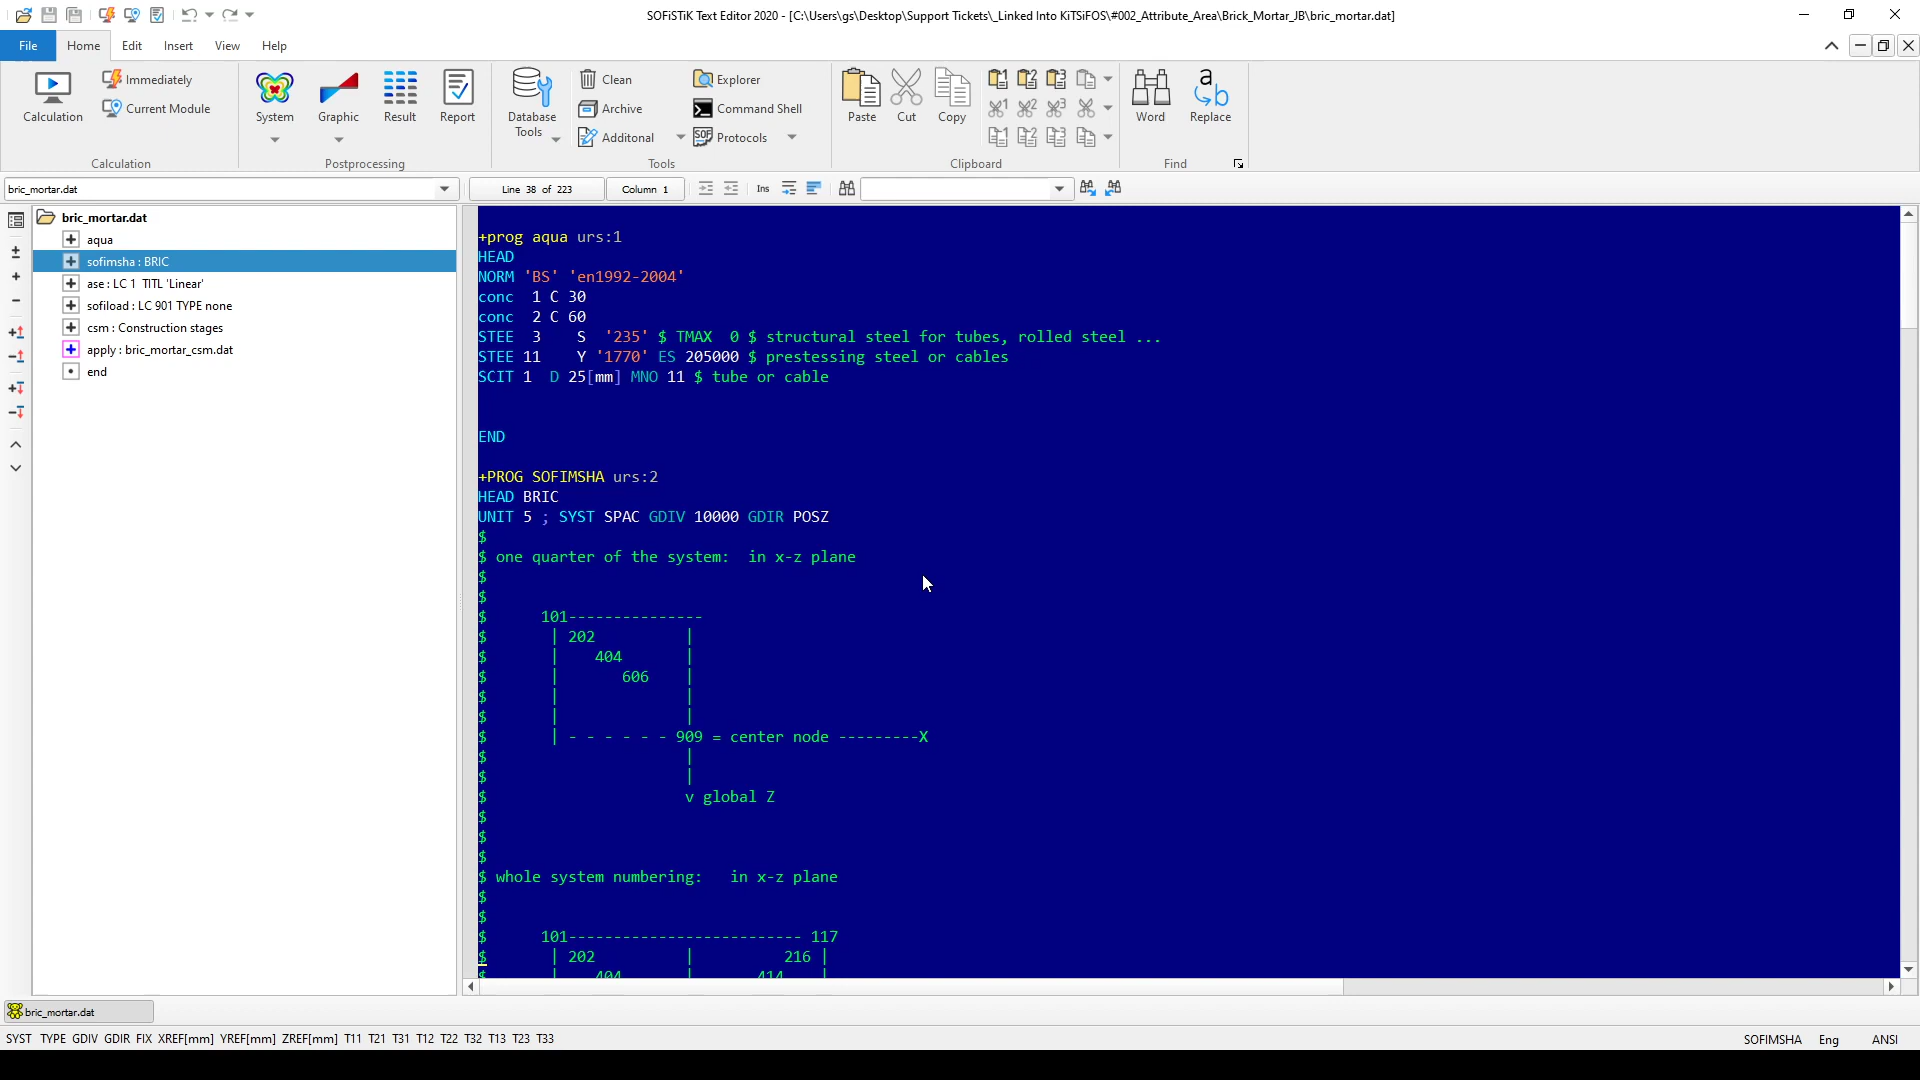 SOFiSTiK Text Editor 2020 - [C:\Users\gs\Desktop\Support Tickets\_Linked Into KiTSiFOS\#002_Attribute_Area\Brick_Mortar_JB\bric_mortar.dat]
File Home Edit Insert View Help
Calculation
Immediately
Current Module
Calculation
System
Graphic
Result
Report
Postprocessing
Database Tools
Clean
Archive
Additonal
Explorer
Command Shell
Protocols
Tools
Paste
Cut
Copy
Clipboard
Word
Replace
Find
bric_mortar.dat
Line 38 of 223
Column 1
Ins
bric_mortar.dat
aqua
sofimsha : BRIC
ase : LC 1 TITL 'Linear'
sofiload : LC 901 TYPE none
csm : Construction stages
apply : bric_mortar_csm.dat
end
+prog aqua urs:1
HEAD
NORM 'BS' 'en1992-2004'
conc 1 C 30
conc 2 C 60
STEE 3 S '235' $ TMAX 0 $ structural steel for tubes, rolled steel ...
STEE 11 Y '1770' ES 205000 $ prestessing steel or cables
SCIT 1 D 25[mm] MNO 11 $ tube or cable
END
+PROG SOFIMSHA urs:2
HEAD BRIC
UNIT 5 ; SYST SPAC GDIV 10000 GDIR POSZ
$
$ one quarter of the system: in x-z plane
$
$
$ 101---------------
$ | 202 |
$ | 404 |
$ | 606 |
$ | |
$ | |
$ | - - - - - - 909 = center node ---------X
$ |
$ |
$ v global Z
$
$
$
$ whole system numbering: in x-z plane
$
$
$ 101-------------------------- 117
$ | 202 | 216 |
$ | 404 | 414 |
bric_mortar.dat
SYST TYPE GDIV GDIR FIX XREF[mm] YREF[mm] ZREF[mm] T11 T21 T31 T12 T22 T32 T13 T23 T33
SOFIMSHA Eng ANSI